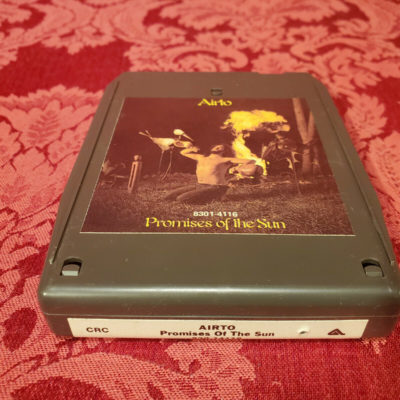 Airto
8301-4116
Promises of the Sun
CRC
AIRTO
Promises Of The Sun